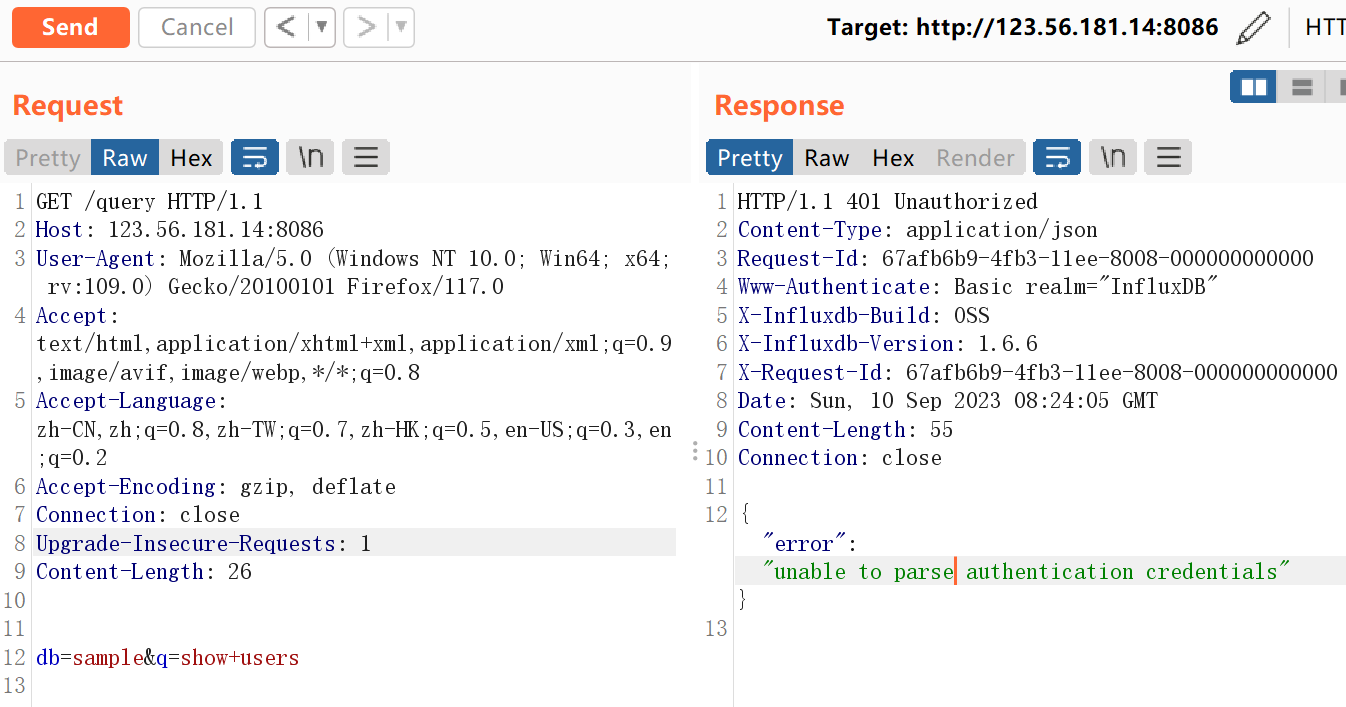 Send Cancel < ▼ > ▼ Target: http://123.56.181.14:8086 HTT
Request
Pretty Raw Hex \n
1 GET /query HTTP/1.1
2 Host: 123.56.181.14:8086
3 User-Agent: Mozilla/5.0 (Windows NT 10.0; Win64; x64;
rv:109.0) Gecko/20100101 Firefox/117.0
4 Accept:
text/html,application/xhtml+xml,application/xml;q=0.9
,image/avif,image/webp,*/*;q=0.8
5 Accept-Language:
zh-CN,zh;q=0.8,zh-TW;q=0.7,zh-HK;q=0.5,en-US;q=0.3,en
;q=0.2
6 Accept-Encoding: gzip, deflate
7 Connection: close
8 Upgrade-Insecure-Requests: 1
9 Content-Length: 26
10
11
12 db=sample&q=show+users
13
Response
Pretty Raw Hex Render \n
1 HTTP/1.1 401 Unauthorized
2 Content-Type: application/json
3 Request-Id: 67afb6b9-4fb3-11ee-8008-000000000000
4 Www-Authenticate: Basic realm="InfluxDB"
5 X-Influxdb-Build: OSS
6 X-Influxdb-Version: 1.6.6
7 X-Request-Id: 67afb6b9-4fb3-11ee-8008-000000000000
8 Date: Sun, 10 Sep 2023 08:24:05 GMT
9 Content-Length: 55
10 Connection: close
11
12 {
"error":
"unable to parse authentication credentials"
}
13